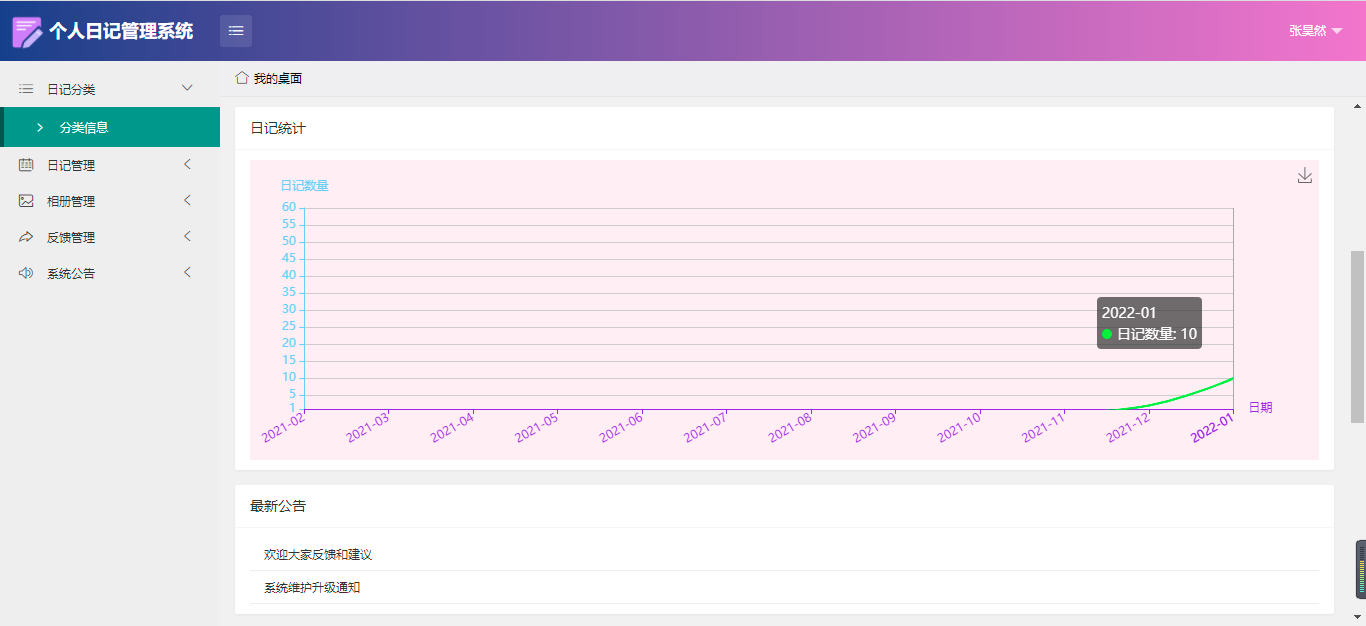 个人日记管理系统
张昊然
日记分类
分类信息
日记管理
相册管理
反馈管理
系统公告
我的桌面
日记统计
日记数量
60
55
50
45
40
35
30
25
20
15
10
5
1
2022-01
日记数量: 10
2021-02
2021-03
2021-04
2021-05
2021-06
2021-07
2021-08
2021-09
2021-10
2021-11
2021-12
2022-01
日期
最新公告
欢迎大家反馈和建议
系统维护升级通知